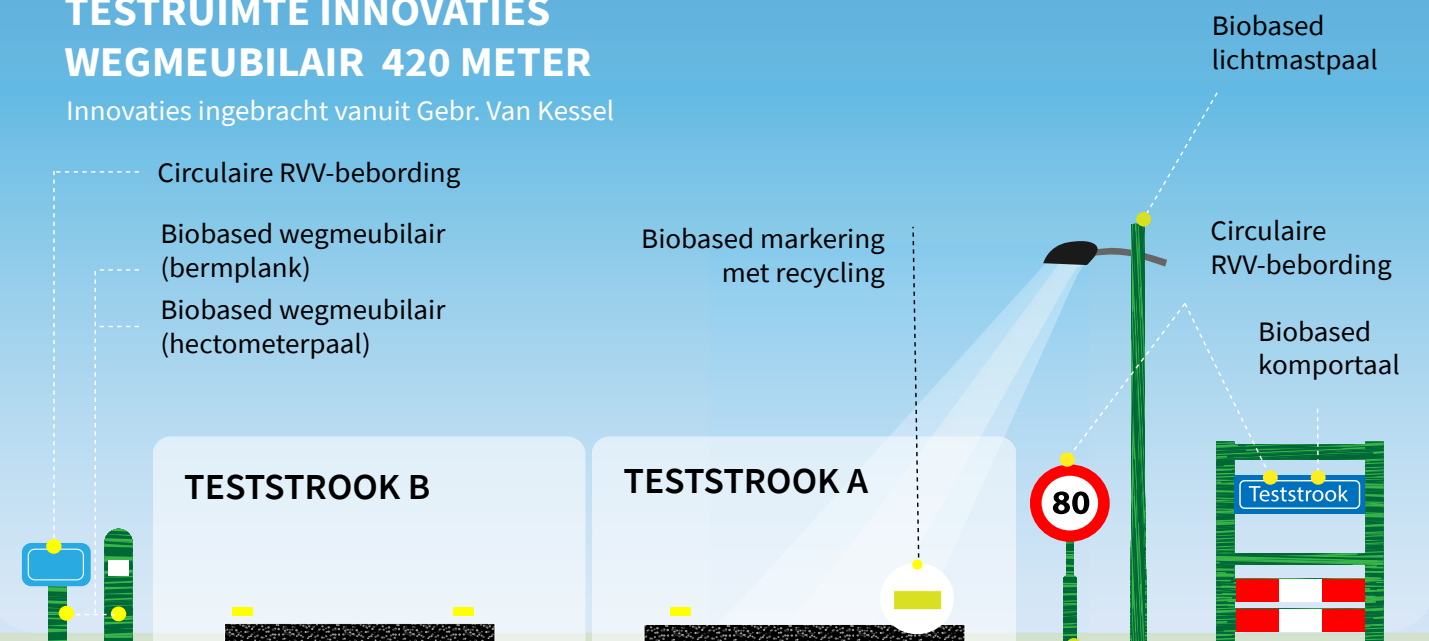 TESTRUIMTE INNOVATIES
WEGMEUBILAIR 420 METER
Innovaties ingebracht vanuit Gebr. Van Kessel
Circulaire RVV-bebording
Biobased wegmeubilair
(bermplank)
Biobased wegmeubilair
(hectometerpaal)
Biobased markering
met recycling
Biobased
lichtmastpaal
Circulaire
RVV-bebording
Biobased
komportaal
TESTSTROOK B
TESTSTROOK A
80
Teststrook